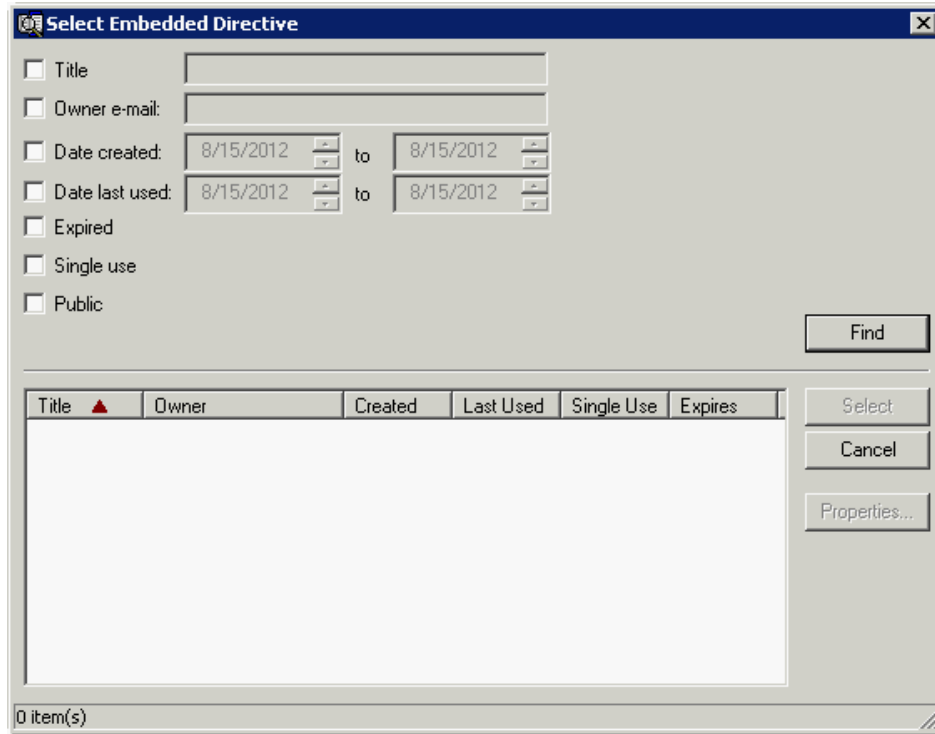 Select Embedded Directive
Title
Owner e-mail:
Date created: 8/15/2012 to 8/15/2012
Date last used: 8/15/2012 to 8/15/2012
Expired
Single use
Public
Find
Title Owner Created Last Used Single Use Expires
Select
Cancel
Properties...
0 item(s)